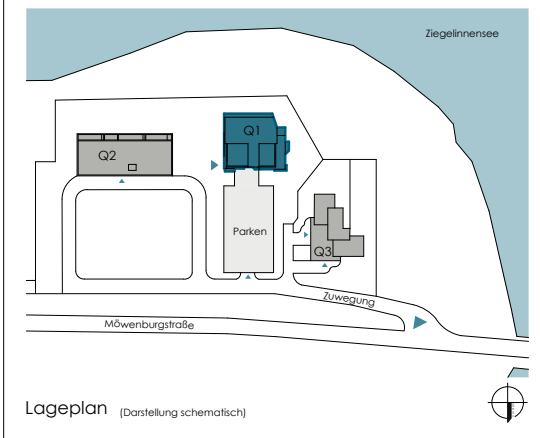 Ziegelinnensee
Q1
Q2
Parken
Q3
Zuwegung
Möwenburgstraße
Lageplan (Darstellung schematisch)